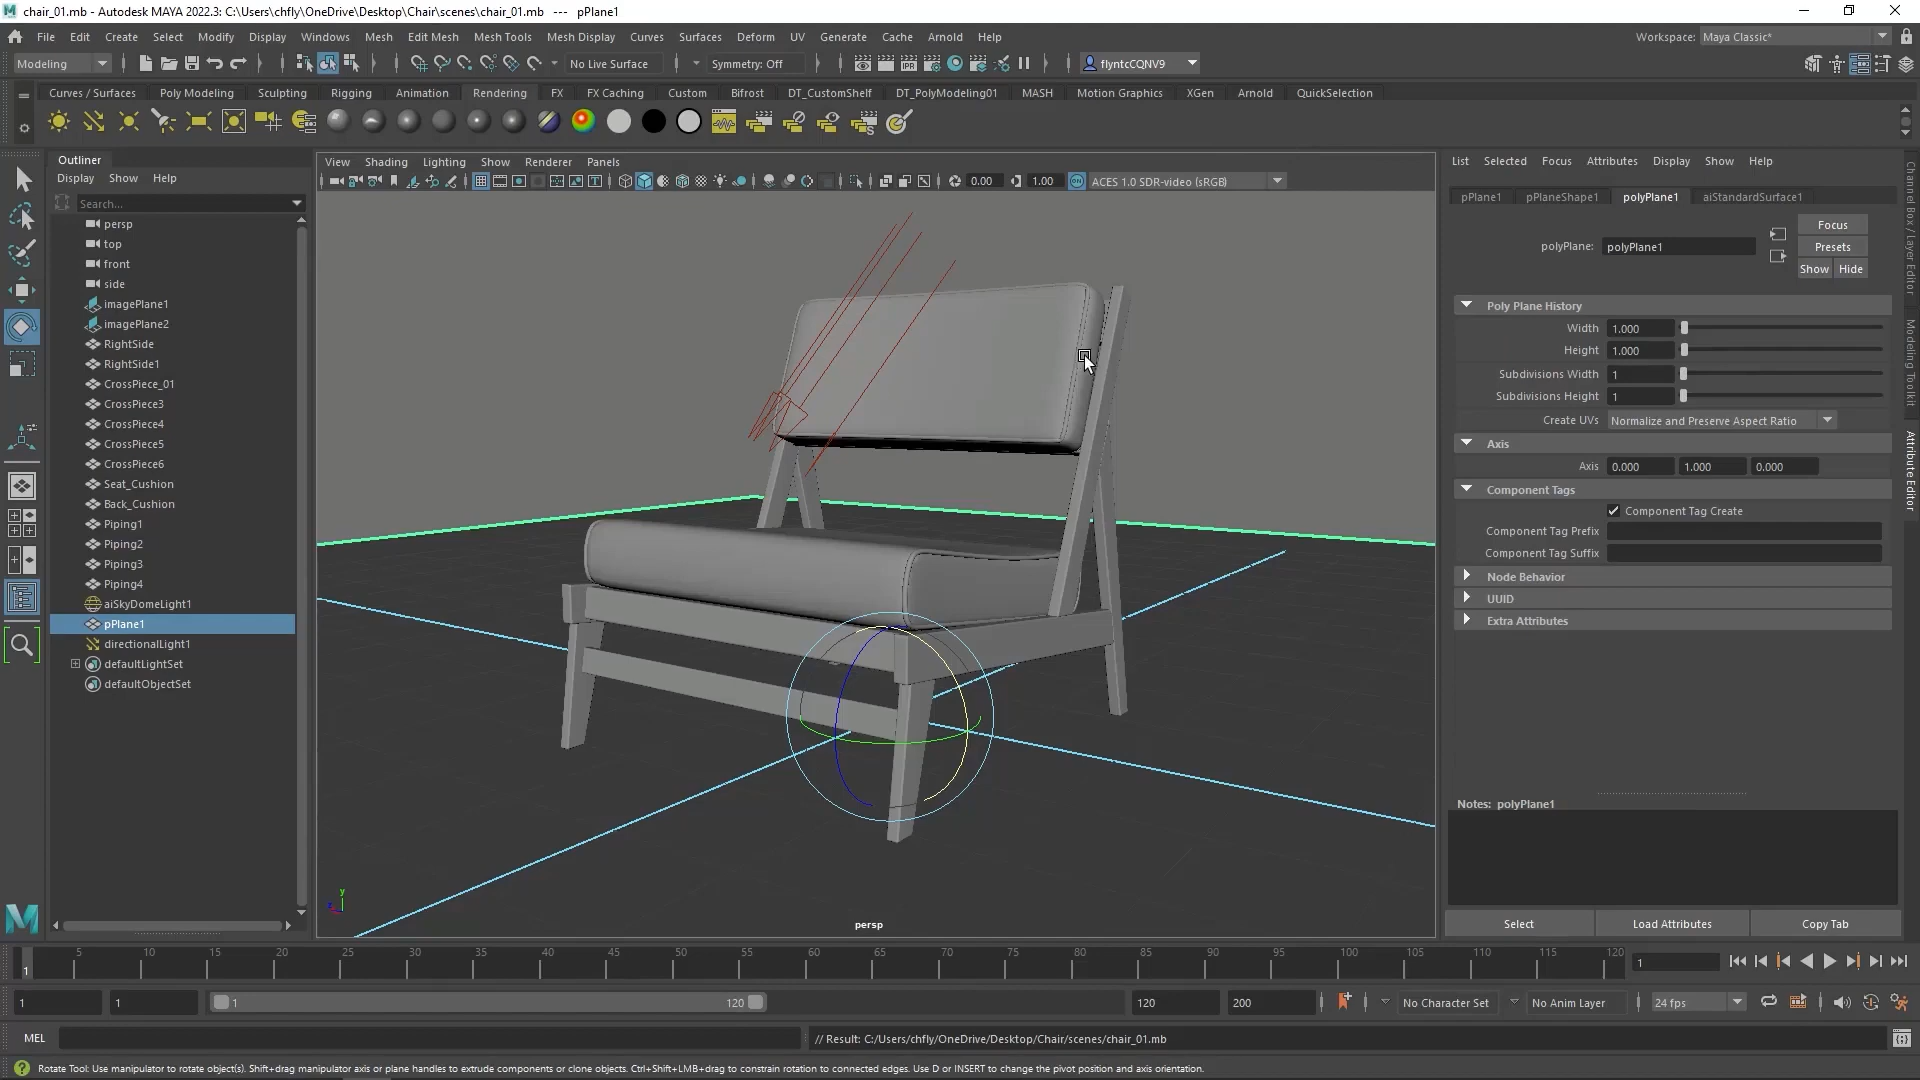 chair_01.mb - Autodesk MAYA 2022.3: C:\Users\chfly\OneDrive\Desktop\Chair\scenes\chair_01.mb   ---   pPlane1
File Edit Create Select Modify Display Windows Mesh Edit Mesh Mesh Tools Mesh Display Curves Surfaces Deform UV Generate Cache Arnold Help
Workspace: Maya Classic*
Modeling
No Live Surface
Symmetry: Off
flyntcCQNV9
Curves / Surfaces Poly Modeling Sculpting Rigging Animation Rendering FX FX Caching Custom Bifrost DT_CustomShelf DT_PolyModeling01 MASH Motion Graphics XGen Arnold QuickSelection
IPR
Outliner
Display Show Help
Search...
persp
top
front
side
imagePlane1
imagePlane2
RightSide
RightSide1
CrossPiece_01
CrossPiece3
CrossPiece4
CrossPiece5
CrossPiece6
Seat_Cushion
Back_Cushion
Piping1
Piping2
Piping3
Piping4
aiSkyDomeLight1
pPlane1
directionalLight1
defaultLightSet
defaultObjectSet
View Shading Lighting Show Renderer Panels
0.00
1.00
ACES 1.0 SDR-video (sRGB)
persp
y
List Selected Focus Attributes Display Show Help
pPlane1 pPlaneShape1 polyPlane1 aiStandardSurface1
polyPlane: polyPlane1
Focus
Presets
Show Hide
Poly Plane History
Width 1.000
Height 1.000
Subdivisions Width 1
Subdivisions Height 1
Create UVs Normalize and Preserve Aspect Ratio
Axis
Axis 0.000 1.000 0.000
Component Tags
Component Tag Create
Component Tag Prefix
Component Tag Suffix
Node Behavior
UUID
Extra Attributes
Notes: polyPlane1
Select Load Attributes Copy Tab
Channel Box / Layer Editor
Modeling Toolkit
Attribute Editor
5 10 15 20 25 30 35 40 45 50 55 60 65 70 75 80 85 90 95 100 105 110 115 120
1
1
1 1 1 120 120 200
No Character Set
No Anim Layer
24 fps
MEL
// Result: C:/Users/chfly/OneDrive/Desktop/Chair/scenes/chair_01.mb
Rotate Tool: Use manipulator to rotate object(s). Shift+drag manipulator axis or plane handles to extrude components or clone objects. Ctrl+Shift+LMB+drag to constrain rotation to connected edges. Use D or INSERT to change the pivot position and axis orientation.